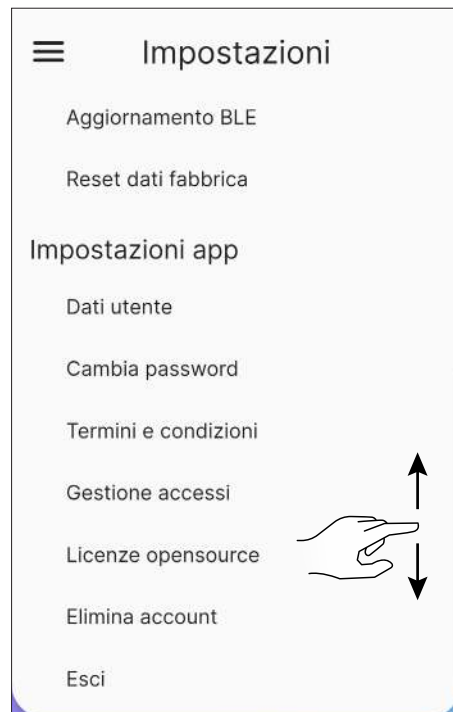 Impostazioni
Aggiornamento BLE
Reset dati fabbrica
Impostazioni app
Dati utente
Cambia password
Termini e condizioni
Gestione accessi
Licenze opensource
Elimina account
Esci